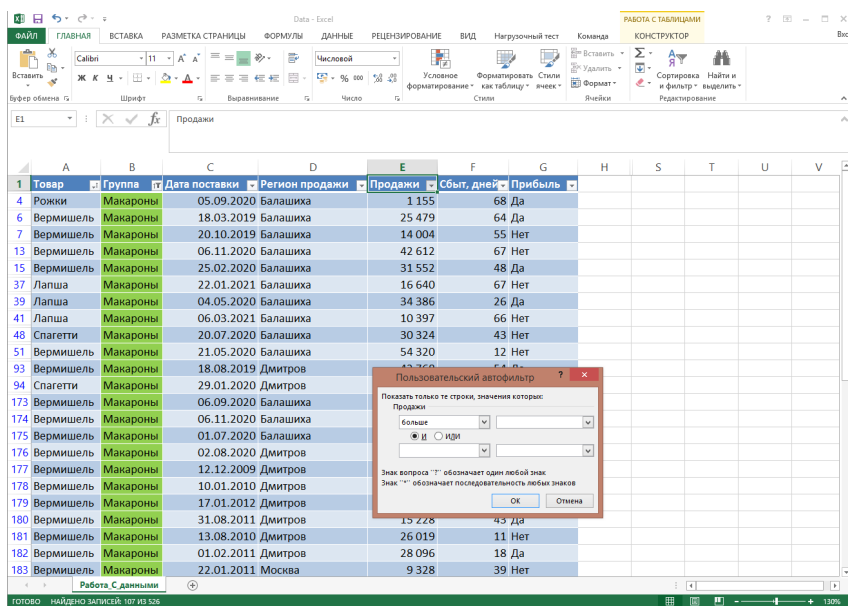 Data - Excel
РАБОТА С ТАБЛИЦАМИ
ФАЙЛ ГЛАВНАЯ ВСТАВКА РАЗМЕТКА СТРАНИЦЫ ФОРМУЛЫ ДАННЫЕ РЕЦЕНЗИРОВАНИЕ ВИД Нагрузочный тест Команда КОНСТРУКТОР
Вставить
Calibri 11
Ж К Ч
Числовой
% 000
Условное форматирование
Форматировать как таблицу
Стили ячеек
Вставить
Удалить
Формат
Сортировка и фильтр
Найти и выделить
Буфер обмена Шрифт Выравнивание Число Стили Ячейки Редактирование
E1 fx Продажи
A B C D E F G H S T U V
1 Товар Группа Дата поставки Регион продажи Продажи Сбыт, дней Прибыль
4 Рожки Макароны 05.09.2020 Балашиха 1 155 68 Да
6 Вермишель Макароны 18.03.2019 Балашиха 25 479 64 Да
7 Вермишель Макароны 20.10.2019 Балашиха 14 004 55 Нет
13 Вермишель Макароны 06.11.2020 Балашиха 42 612 67 Нет
15 Вермишель Макароны 25.02.2020 Балашиха 31 552 48 Да
37 Лапша Макароны 22.01.2021 Балашиха 16 640 67 Нет
39 Лапша Макароны 04.05.2020 Балашиха 34 386 26 Да
41 Лапша Макароны 06.03.2021 Балашиха 10 397 66 Нет
48 Спагетти Макароны 20.07.2020 Балашиха 30 324 43 Нет
51 Вермишель Макароны 21.05.2020 Балашиха 54 320 12 Нет
93 Вермишель Макароны 18.08.2019 Дмитров
94 Спагетти Макароны 29.01.2020 Дмитров
173 Вермишель Макароны 06.09.2020 Балашиха
174 Вермишель Макароны 06.11.2020 Балашиха
175 Вермишель Макароны 01.07.2020 Балашиха
176 Вермишель Макароны 02.08.2020 Дмитров
177 Вермишель Макароны 12.12.2009 Дмитров
178 Вермишель Макароны 10.01.2010 Дмитров
179 Вермишель Макароны 17.01.2012 Дмитров
180 Вермишель Макароны 31.08.2011 Дмитров 15 228 43 Да
181 Вермишель Макароны 13.08.2010 Дмитров 26 019 11 Нет
182 Вермишель Макароны 01.02.2011 Дмитров 28 096 18 Да
183 Вермишель Макароны 22.01.2011 Москва 9 328 39 Нет
Пользовательский автофильтр
Показать только те строки, значения которых:
Продажи
больше
И ИЛИ
Знак вопроса "?" обозначает один любой знак
Знак "*" обозначает последовательность любых знаков
ОК Отмена
Работа_С_данными
ГОТОВО НАЙДЕНО ЗАПИСЕЙ: 107 ИЗ 526 130%